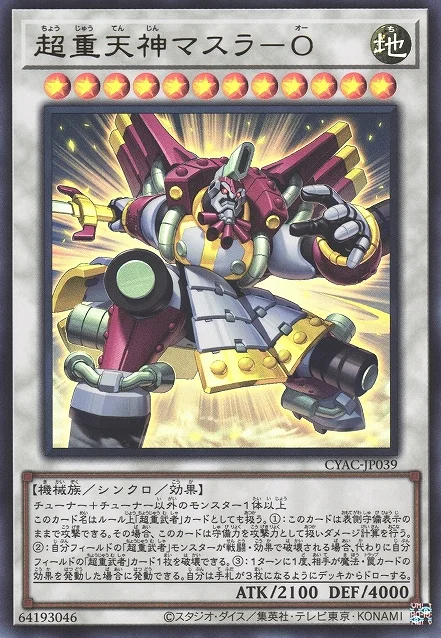 超重天神マスラ－O
地
CYAC-JP039
【機械族／シンクロ／効果】
チューナー＋チューナー以外のモンスター１体以上
このカード名はルール上「超重武者」カードとしても扱う。①：このカードは表側守備表示の
ままで攻撃できる。その場合、このカードは守備力を攻撃力として扱いダメージ計算を行う。
②：自分フィールドの「超重武者」モンスターが戦闘・効果で破壊される場合、代わりに自分
フィールドの「超重武者」カード１枚を破壊できる。③：１ターンに１度、相手が魔法・罠カードの
効果を発動した場合に発動できる。自分は手札が３枚になるようにデッキからドローする。
ATK/2100 DEF/4000
64193046
©スタジオ・ダイス／集英社・テレビ東京・KONAMI